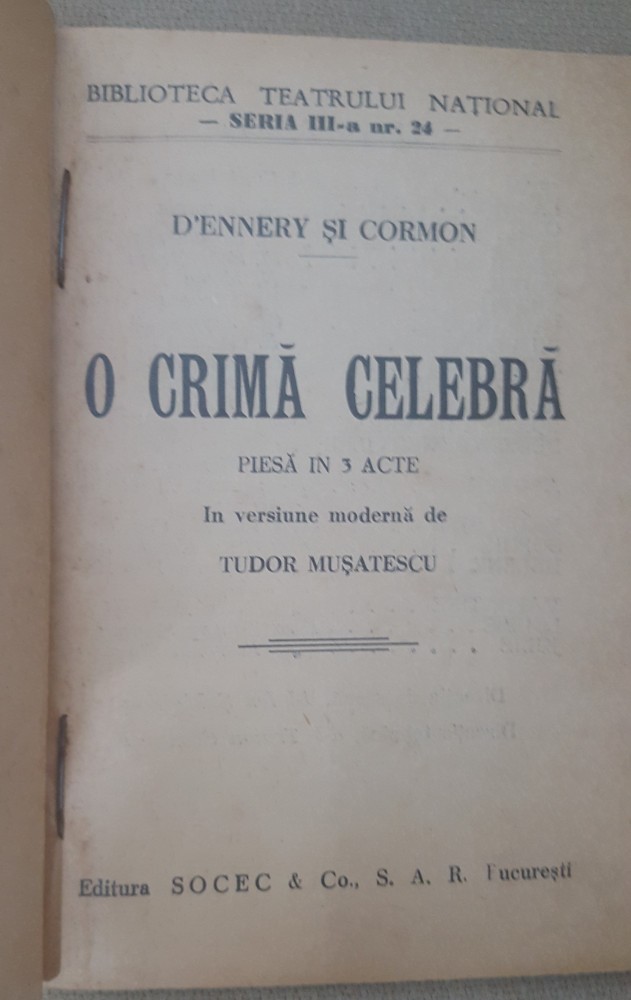 BIBLIOTECA TEATRULUI NAȚIONAL
— SERIA III-a nr. 24 —
D'ENNERY ȘI CORMON
O CRIMĂ CELEBRĂ
PIESĂ IN 3 ACTE
In versiune modernă de
TUDOR MUȘATESCU
Editura SOCEC & Co., S. A. R. Fucurești